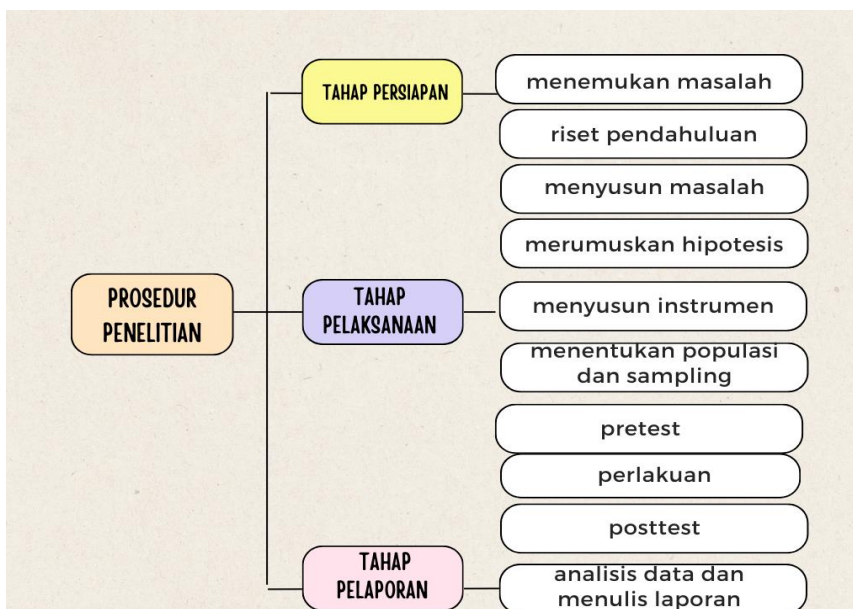 PROSEDUR
PENELITIAN
TAHAP PERSIAPAN
menemukan masalah
riset pendahuluan
menyusun masalah
merumuskan hipotesis
TAHAP
PELAKSANAAN
menyusun instrumen
menentukan populasi
dan sampling
pretest
perlakuan
posttest
TAHAP
PELAPORAN
analisis data dan
menulis laporan